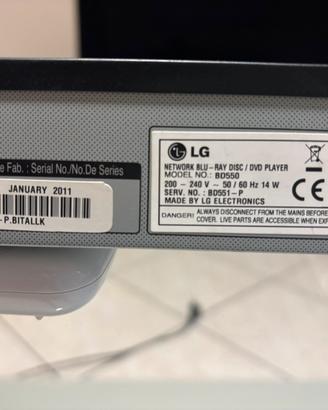 e Fab. : Serial No./No.De Series
JANUARY 2011
-P.BITALLK
LG
NETWORK BLU-RAY DISC / DVD PLAYER
MODEL NO.: BD550
200 - 240 V ~ 50 / 60 Hz 14 W
SERV. NO. : BD551-P
MADE BY LG ELECTRONICS
CE
DANGER! ALWAYS DISCONNECT FROM THE MAINS BEFORE
COVER. LIVE PARTS ARE ACCESSIBLE WHEN EXP